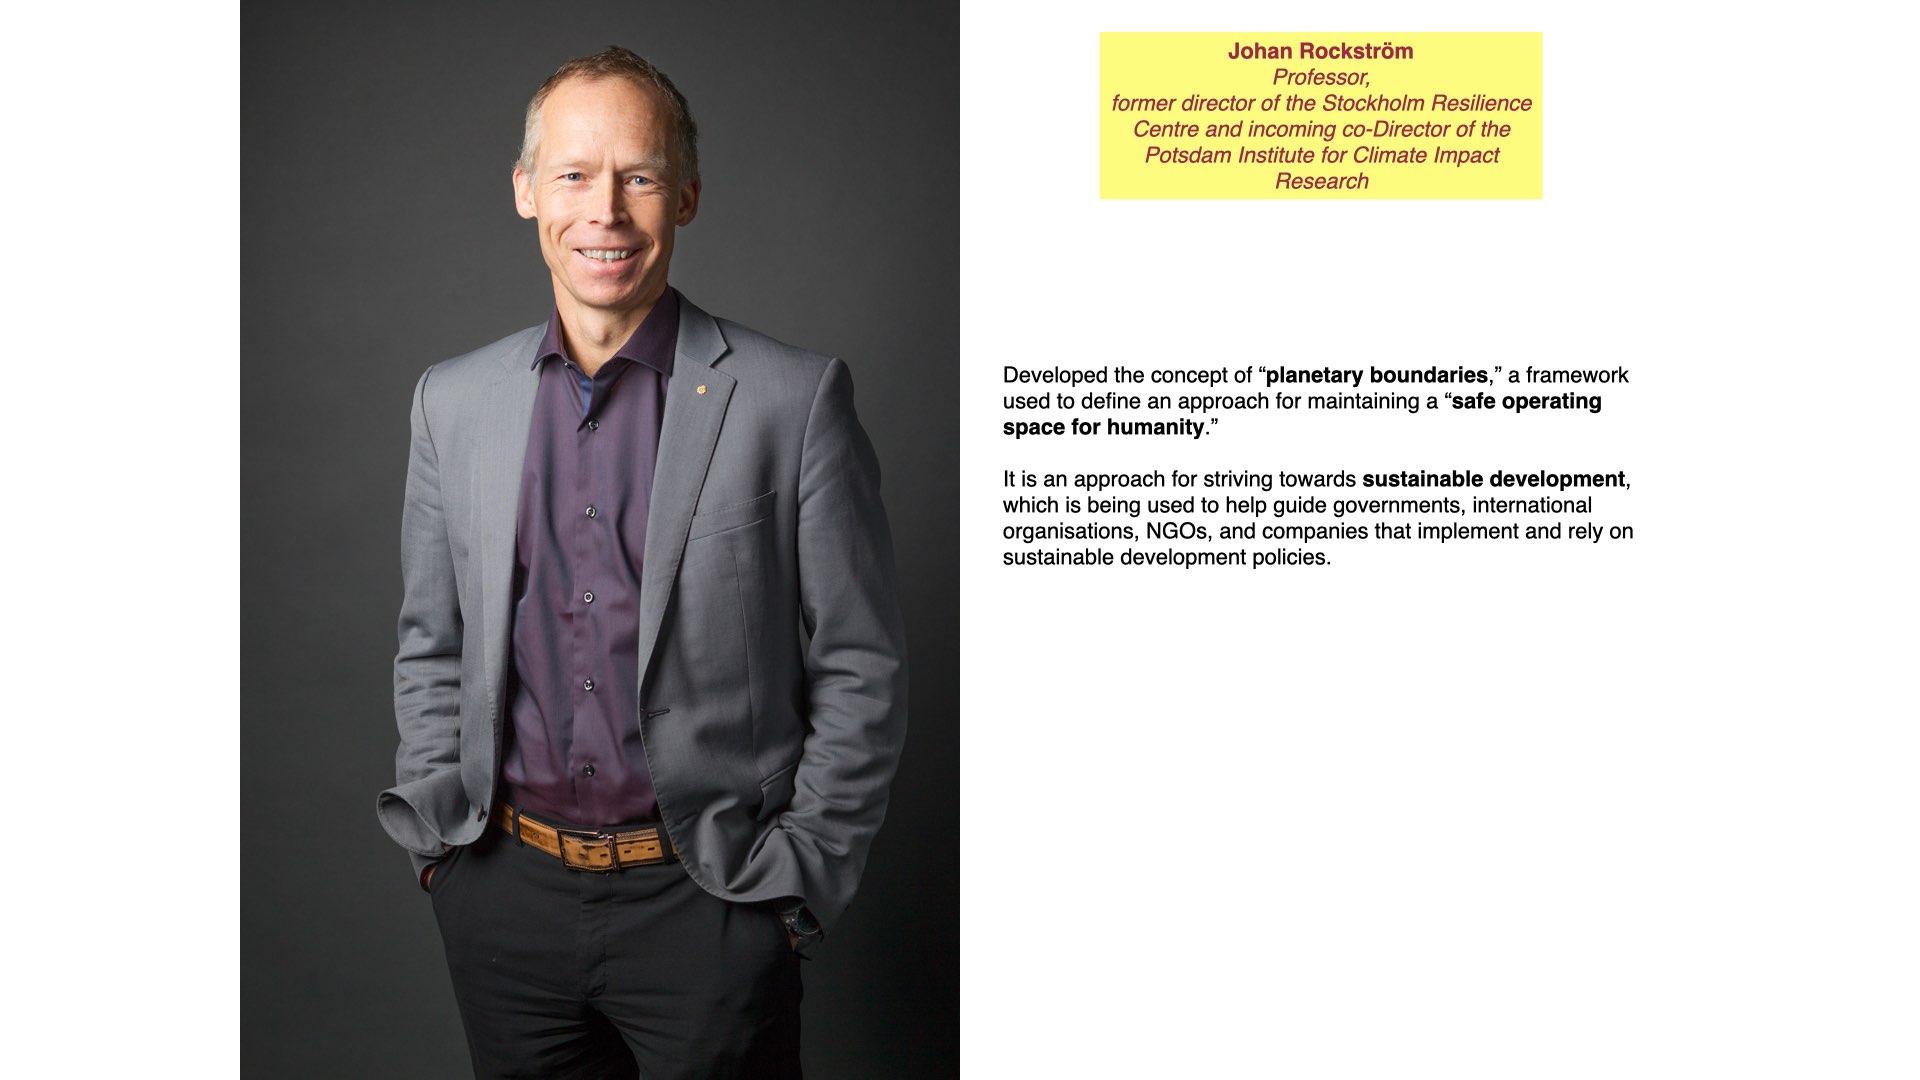 Johan Rockström
Professor,
former director of the Stockholm Resilience
Centre and incoming co-Director of the
Potsdam Institute for Climate Impact
Research
Developed the concept of “planetary boundaries,” a framework
used to define an approach for maintaining a “safe operating
space for humanity.”
It is an approach for striving towards sustainable development,
which is being used to help guide governments, international
organisations, NGOs, and companies that implement and rely on
sustainable development policies.